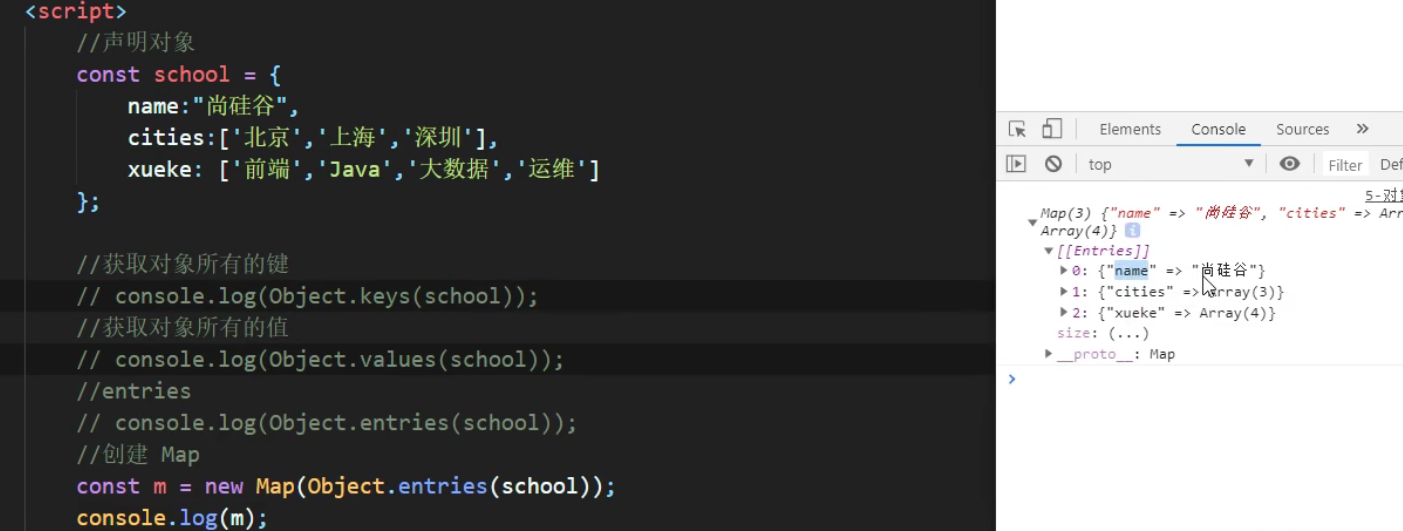 <script>
//声明对象
const school = {
name:"尚硅谷",
cities:['北京','上海','深圳'],
xueke: ['前端','Java','大数据','运维']
};
//获取对象所有的键
// console.log(Object.keys(school));
//获取对象所有的值
// console.log(Object.values(school));
//entries
// console.log(Object.entries(school));
//创建 Map
const m = new Map(Object.entries(school));
console.log(m);
Elements Console Sources »
top Filter Def
5-对
Map(3) {"name" => "尚硅谷", "cities" => Arr
Array(4)} i
[[Entries]]
0: {"name" => "尚硅谷"}
1: {"cities" => Array(3)}
2: {"xueke" => Array(4)}
size: (...)
__proto__: Map
>